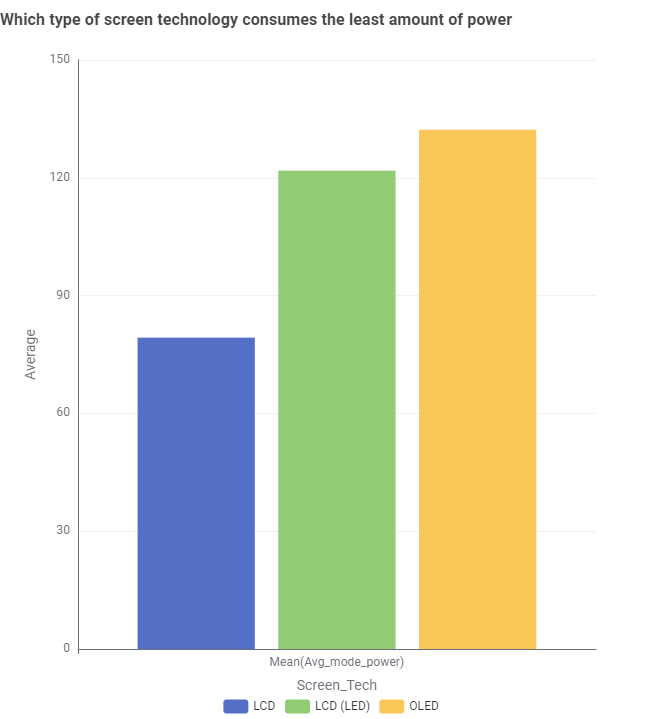 Which type of screen technology consumes the least amount of power
150
120
90
60
30
0
Average
Mean(Avg_mode_power)
Screen_Tech
LCD LCD (LED) OLED